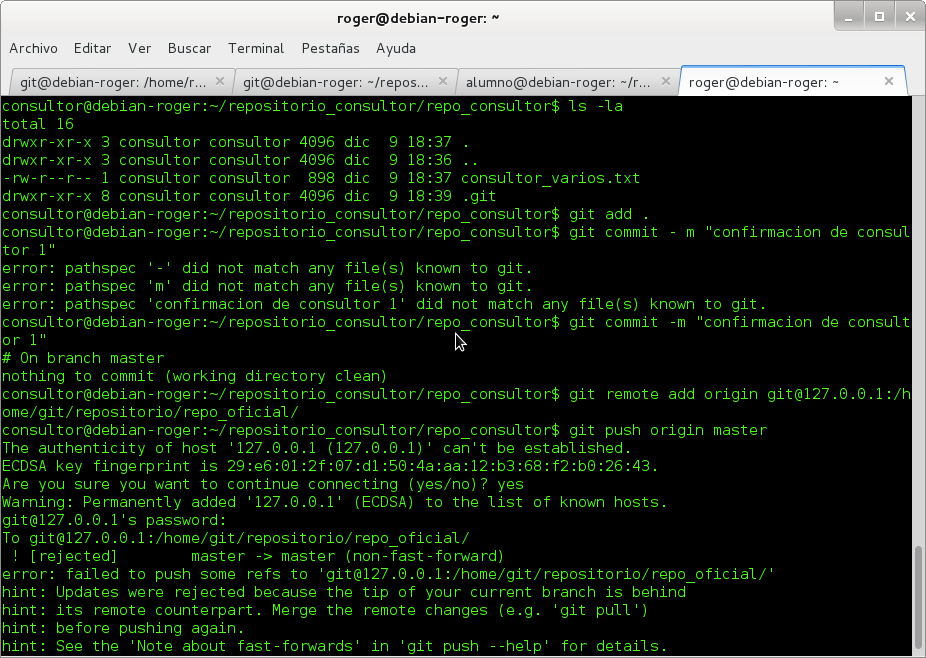 roger@debian-roger: ~
Archivo Editar Ver Buscar Terminal Pestañas Ayuda
git@debian-roger: /home/r... git@debian-roger: ~/repos... alumno@debian-roger: ~/r... roger@debian-roger: ~
consultor@debian-roger:~/repositorio_consultor/repo_consultor$ ls -la
total 16
drwxr-xr-x 3 consultor consultor 4096 dic  9 18:37 .
drwxr-xr-x 3 consultor consultor 4096 dic  9 18:36 ..
-rw-r--r-- 1 consultor consultor  898 dic  9 18:37 consultor_varios.txt
drwxr-xr-x 8 consultor consultor 4096 dic  9 18:39 .git
consultor@debian-roger:~/repositorio_consultor/repo_consultor$ git add .
consultor@debian-roger:~/repositorio_consultor/repo_consultor$ git commit - m "confirmacion de consul
tor 1"
error: pathspec '-' did not match any file(s) known to git.
error: pathspec 'm' did not match any file(s) known to git.
error: pathspec 'confirmacion de consultor 1' did not match any file(s) known to git.
consultor@debian-roger:~/repositorio_consultor/repo_consultor$ git commit -m "confirmacion de consult
or 1"
# On branch master
nothing to commit (working directory clean)
consultor@debian-roger:~/repositorio_consultor/repo_consultor$ git remote add origin git@127.0.0.1:/h
ome/git/repositorio/repo_oficial/
consultor@debian-roger:~/repositorio_consultor/repo_consultor$ git push origin master
The authenticity of host '127.0.0.1 (127.0.0.1)' can't be established.
ECDSA key fingerprint is 29:e6:01:2f:07:d1:50:4a:aa:12:b3:68:f2:b0:26:43.
Are you sure you want to continue connecting (yes/no)? yes
Warning: Permanently added '127.0.0.1' (ECDSA) to the list of known hosts.
git@127.0.0.1's password:
To git@127.0.0.1:/home/git/repositorio/repo_oficial/
 ! [rejected]        master -> master (non-fast-forward)
error: failed to push some refs to 'git@127.0.0.1:/home/git/repositorio/repo_oficial/'
hint: Updates were rejected because the tip of your current branch is behind
hint: its remote counterpart. Merge the remote changes (e.g. 'git pull')
hint: before pushing again.
hint: See the 'Note about fast-forwards' in 'git push --help' for details.